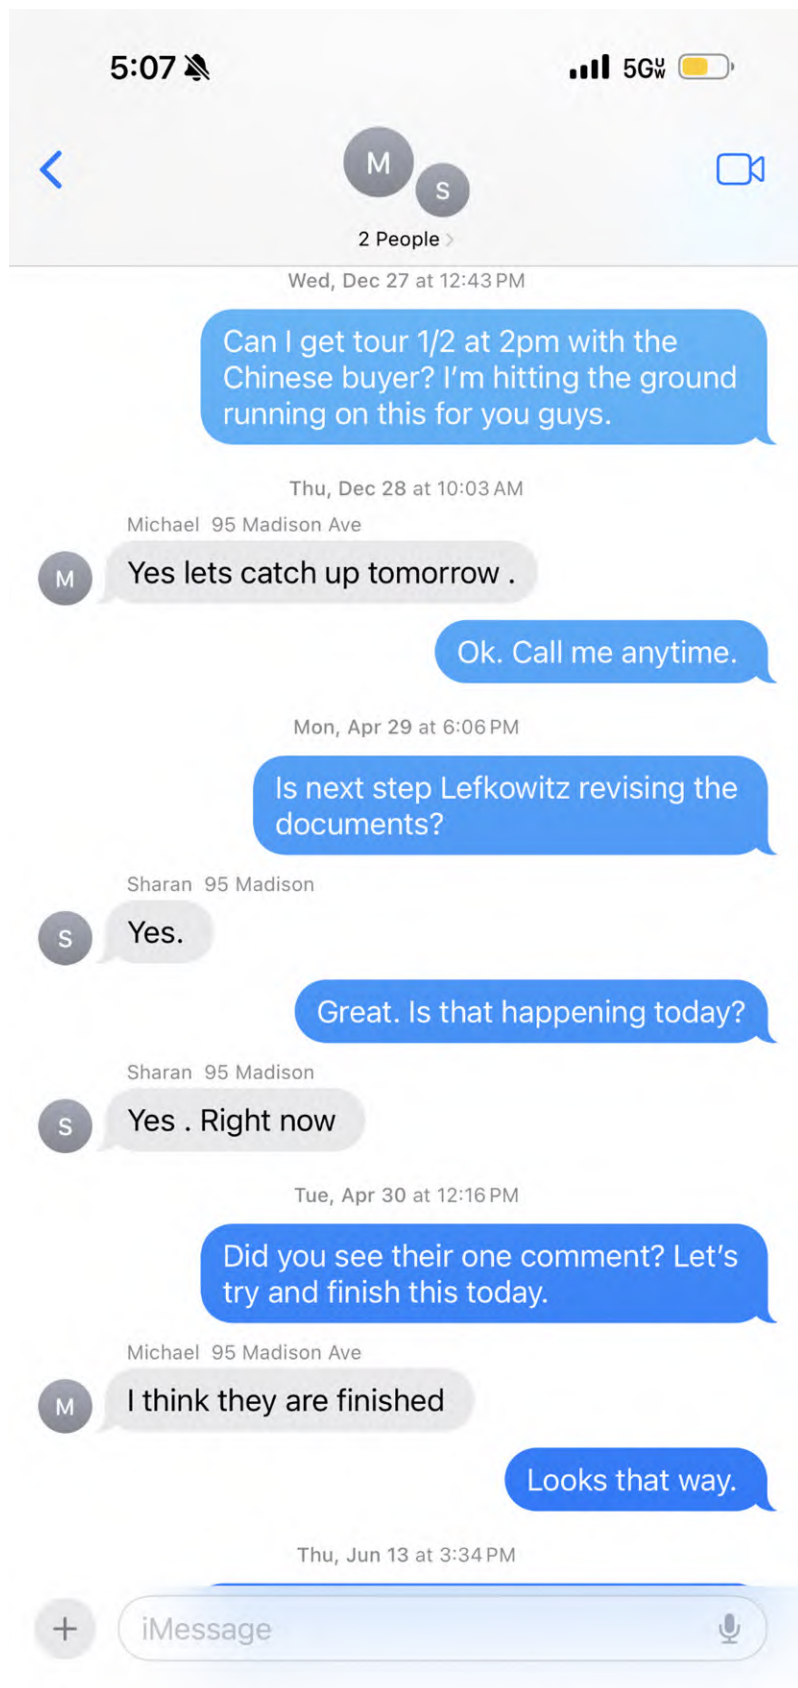 5:07
5G UW
M
S
2 People
Wed, Dec 27 at 12:43 PM
Can I get tour 1/2 at 2pm with the
Chinese buyer? I'm hitting the ground
running on this for you guys.
Thu, Dec 28 at 10:03 AM
Michael 95 Madison Ave
M
Yes lets catch up tomorrow .
Ok. Call me anytime.
Mon, Apr 29 at 6:06 PM
Is next step Lefkowitz revising the
documents?
Sharan 95 Madison
S
Yes.
Great. Is that happening today?
Sharan 95 Madison
S
Yes . Right now
Tue, Apr 30 at 12:16 PM
Did you see their one comment? Let's
try and finish this today.
Michael 95 Madison Ave
M
I think they are finished
Looks that way.
Thu, Jun 13 at 3:34 PM
iMessage